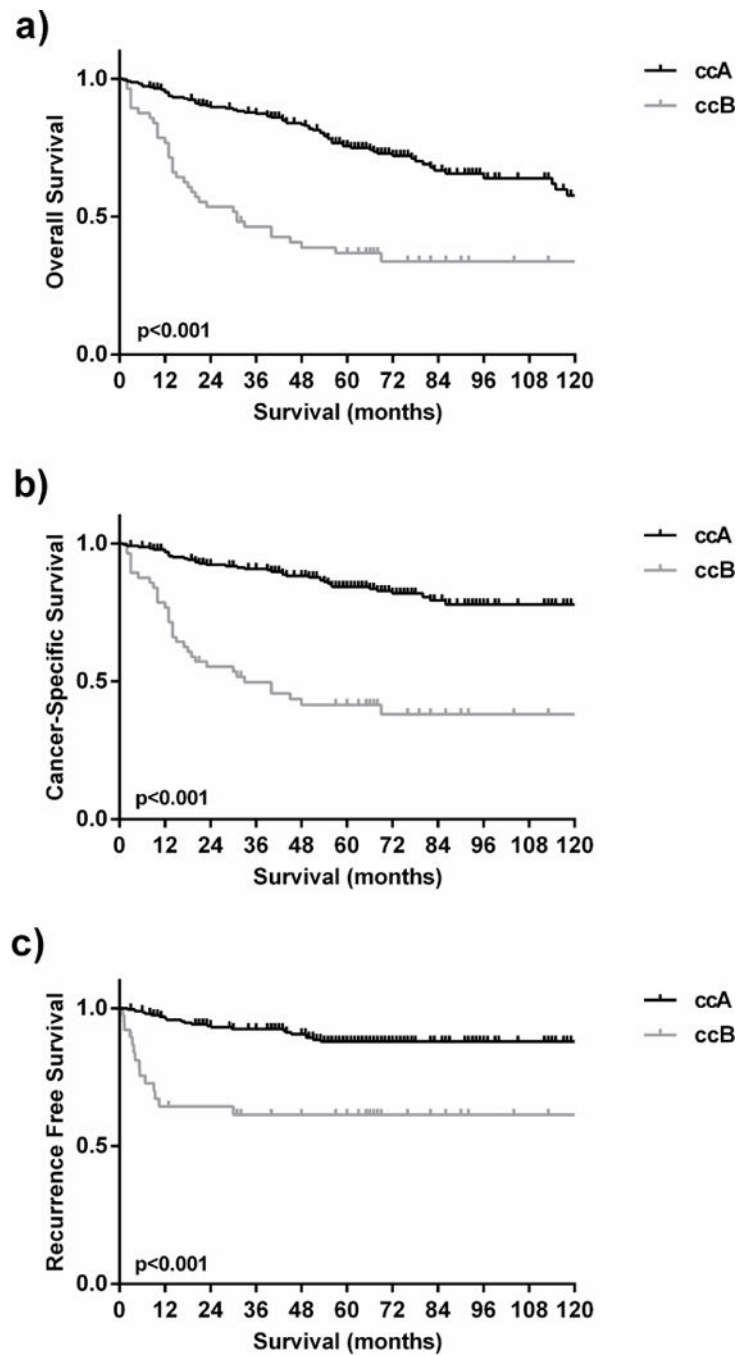 a)
Overall Survival
1.0
0.5
0.0
p<0.001
0 12 24 36 48 60 72 84 96 108 120
Survival (months)
ccA
ccB
b)
Cancer-Specific Survival
1.0
0.5
0.0
p<0.001
0 12 24 36 48 60 72 84 96 108 120
Survival (months)
ccA
ccB
c)
Recurrence Free Survival
1.0
0.5
0.0
p<0.001
0 12 24 36 48 60 72 84 96 108 120
Survival (months)
ccA
ccB